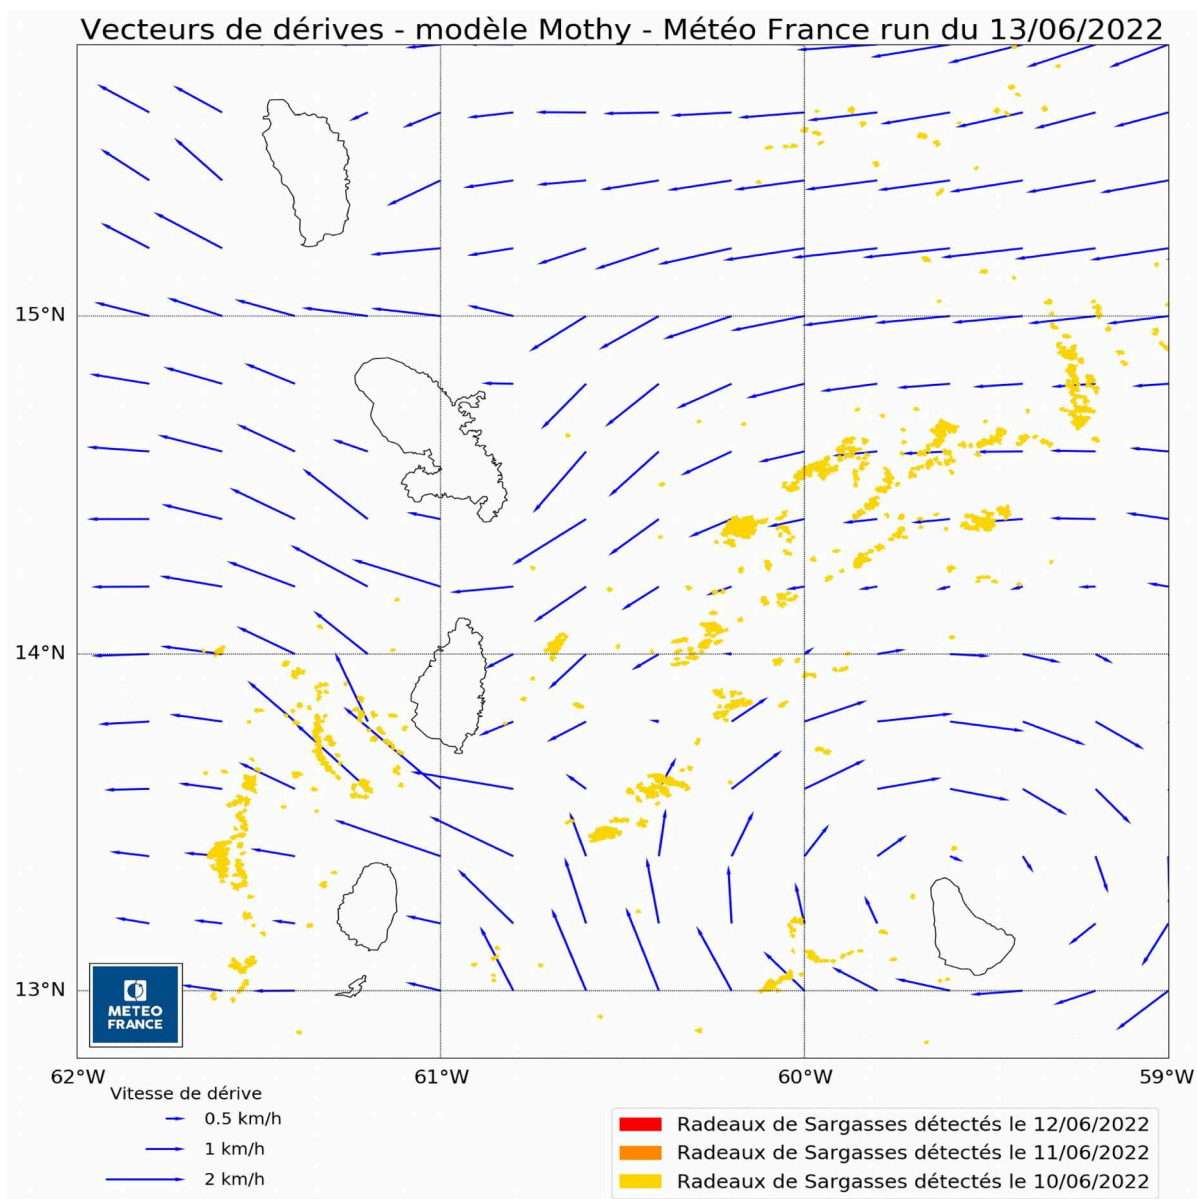 Vecteurs de dérives - modèle Mothy - Météo France run du 13/06/2022
15°N
14°N
13°N
METEO
FRANCE
62°W
61°W
60°W
59°W
Vitesse de dérive
0.5 km/h
1 km/h
2 km/h
Radeaux de Sargasses détectés le 12/06/2022
Radeaux de Sargasses détectés le 11/06/2022
Radeaux de Sargasses détectés le 10/06/2022